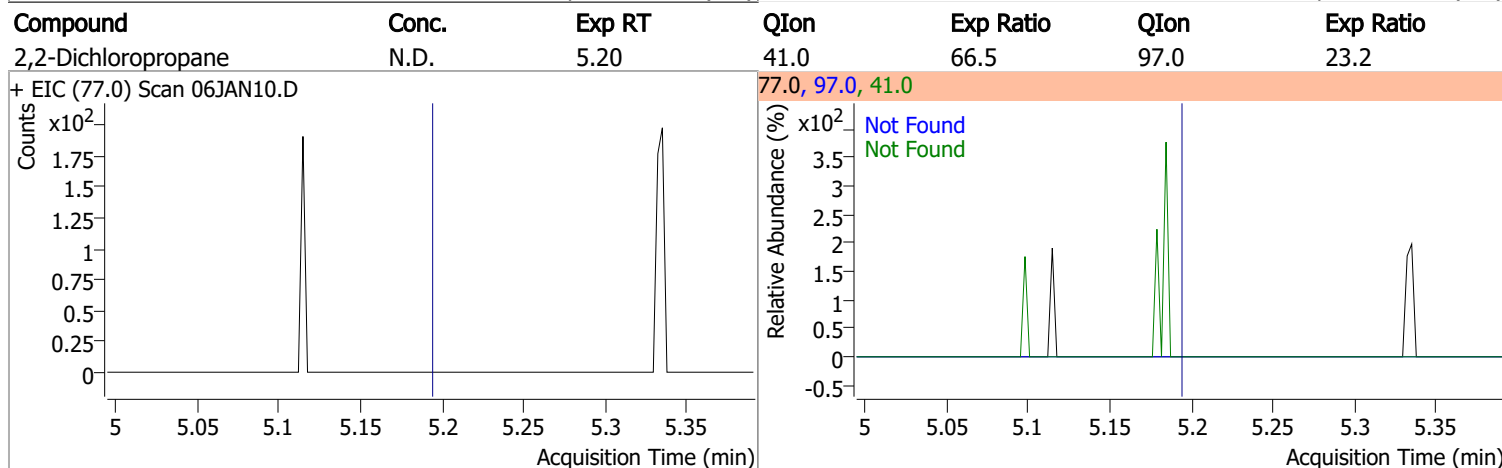 Compound Conc. Exp RT QIon Exp Ratio QIon Exp Ratio
2,2-Dichloropropane N.D. 5.20 41.0 66.5 97.0 23.2
+ EIC (77.0) Scan 06JAN10.D
Counts
x10²
1.75
1.5
1.25
1
0.75
0.5
0.25
0
5 5.05 5.1 5.15 5.2 5.25 5.3 5.35
Acquisition Time (min)
77.0, 97.0, 41.0
Relative Abundance (%)
x10²
Not Found
Not Found
3.5
3
2.5
2
1.5
1
0.5
0
-0.5
5 5.05 5.1 5.15 5.2 5.25 5.3 5.35
Acquisition Time (min)